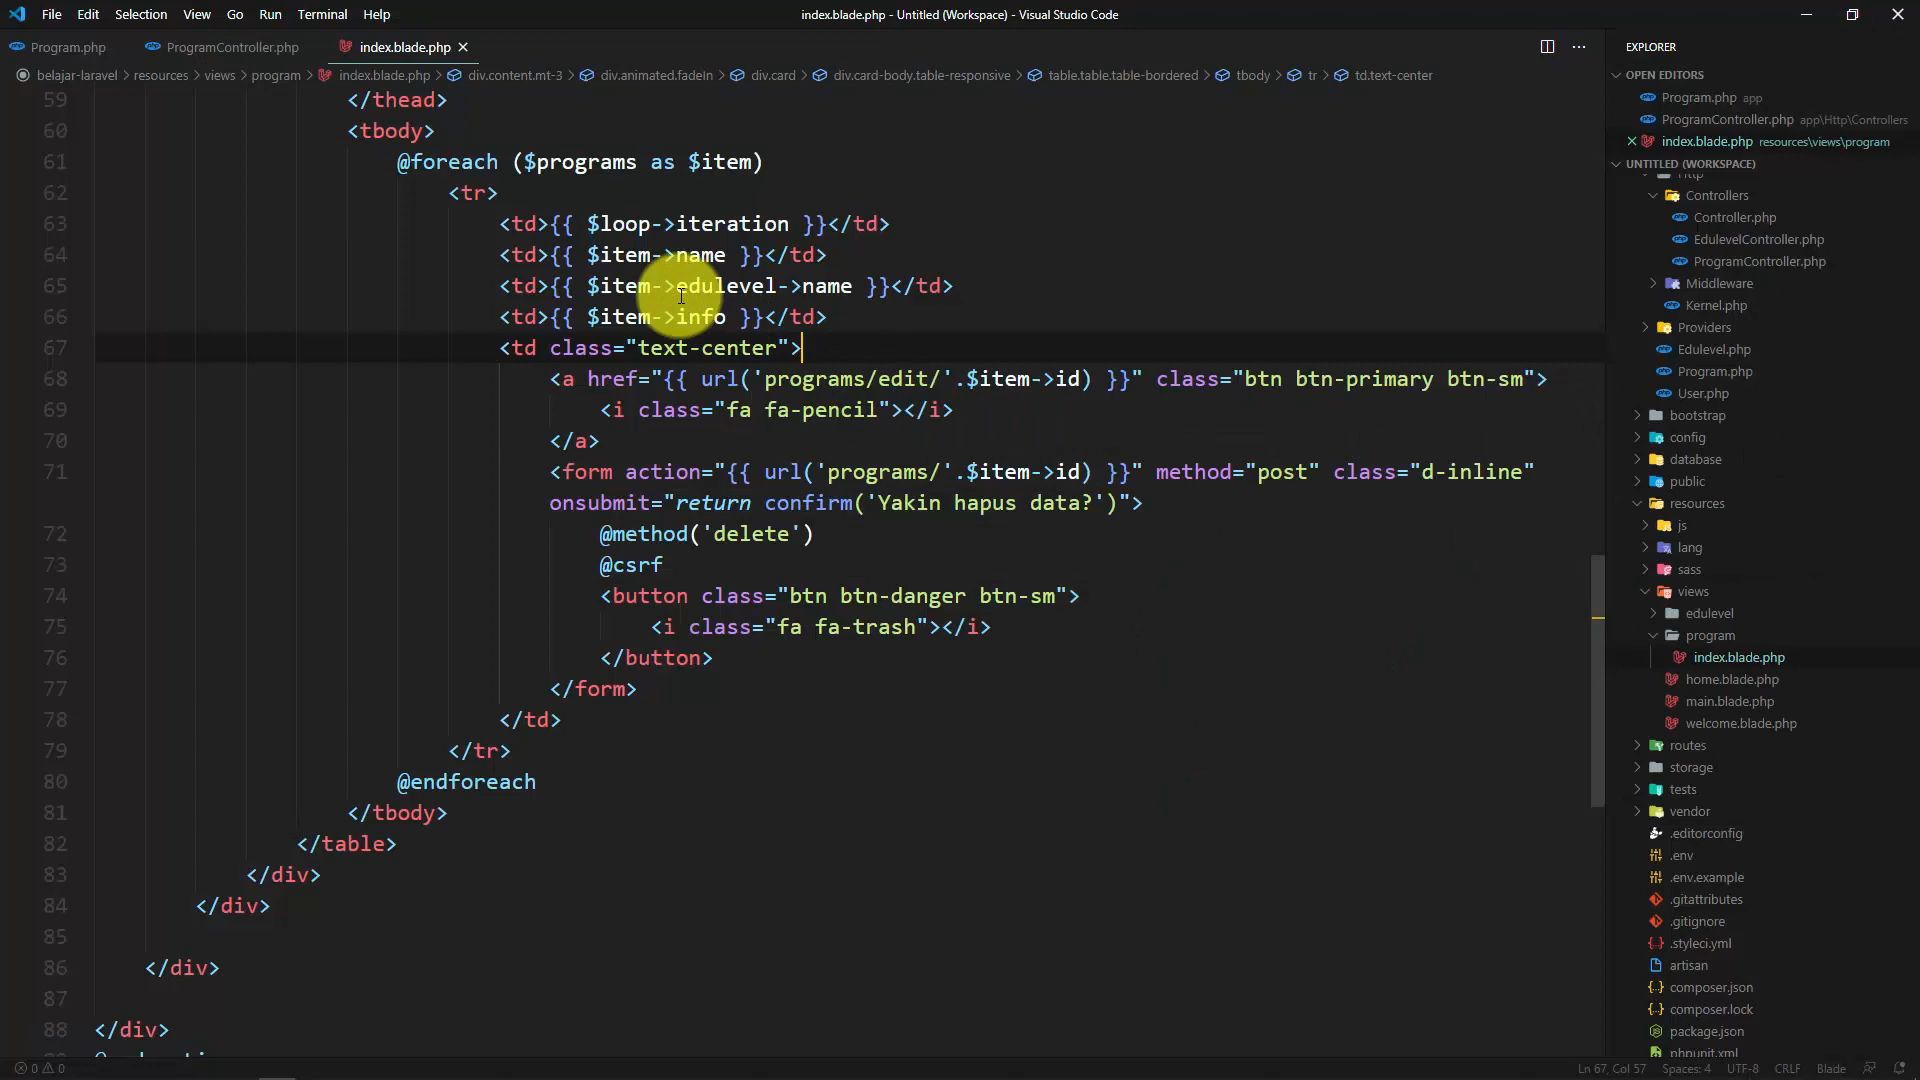 File Edit Selection View Go Run Terminal Help
index.blade.php - Untitled (Workspace) - Visual Studio Code
Program.php
ProgramController.php
index.blade.php
belajar-laravel > resources > views > program > index.blade.php > div.content.mt-3 > div.animated.fadeIn > div.card > div.card-body.table-responsive > table.table.table-bordered > tbody > tr > td.text-center
59 </thead>
60 <tbody>
61 @foreach ($programs as $item)
62 <tr>
63 <td>{{ $loop->iteration }}</td>
64 <td>{{ $item->name }}</td>
65 <td>{{ $item->edulevel->name }}</td>
66 <td>{{ $item->info }}</td>
67 <td class="text-center">
68 <a href="{{ url('programs/edit/'.$item->id) }}" class="btn btn-primary btn-sm">
69 <i class="fa fa-pencil"></i>
70 </a>
71 <form action="{{ url('programs/'.$item->id) }}" method="post" class="d-inline"
onsubmit="return confirm('Yakin hapus data?')">
72 @method('delete')
73 @csrf
74 <button class="btn btn-danger btn-sm">
75 <i class="fa fa-trash"></i>
76 </button>
77 </form>
78 </td>
79 </tr>
80 @endforeach
81 </tbody>
82 </table>
83 </div>
84 </div>
85
86 </div>
87
88 </div>
EXPLORER
OPEN EDITORS
Program.php app
ProgramController.php app\Http\Controllers
index.blade.php resources\views\program
UNTITLED (WORKSPACE)
Http
Controllers
Controller.php
EdulevelController.php
ProgramController.php
Middleware
Kernel.php
Providers
Edulevel.php
Program.php
User.php
bootstrap
config
database
public
resources
js
lang
sass
views
edulevel
program
index.blade.php
home.blade.php
main.blade.php
welcome.blade.php
routes
storage
tests
vendor
.editorconfig
.env
.env.example
.gitattributes
.gitignore
.styleci.yml
artisan
composer.json
composer.lock
package.json
phpunit.xml
0 0
Ln 67, Col 57 Spaces: 4 UTF-8 CRLF Blade